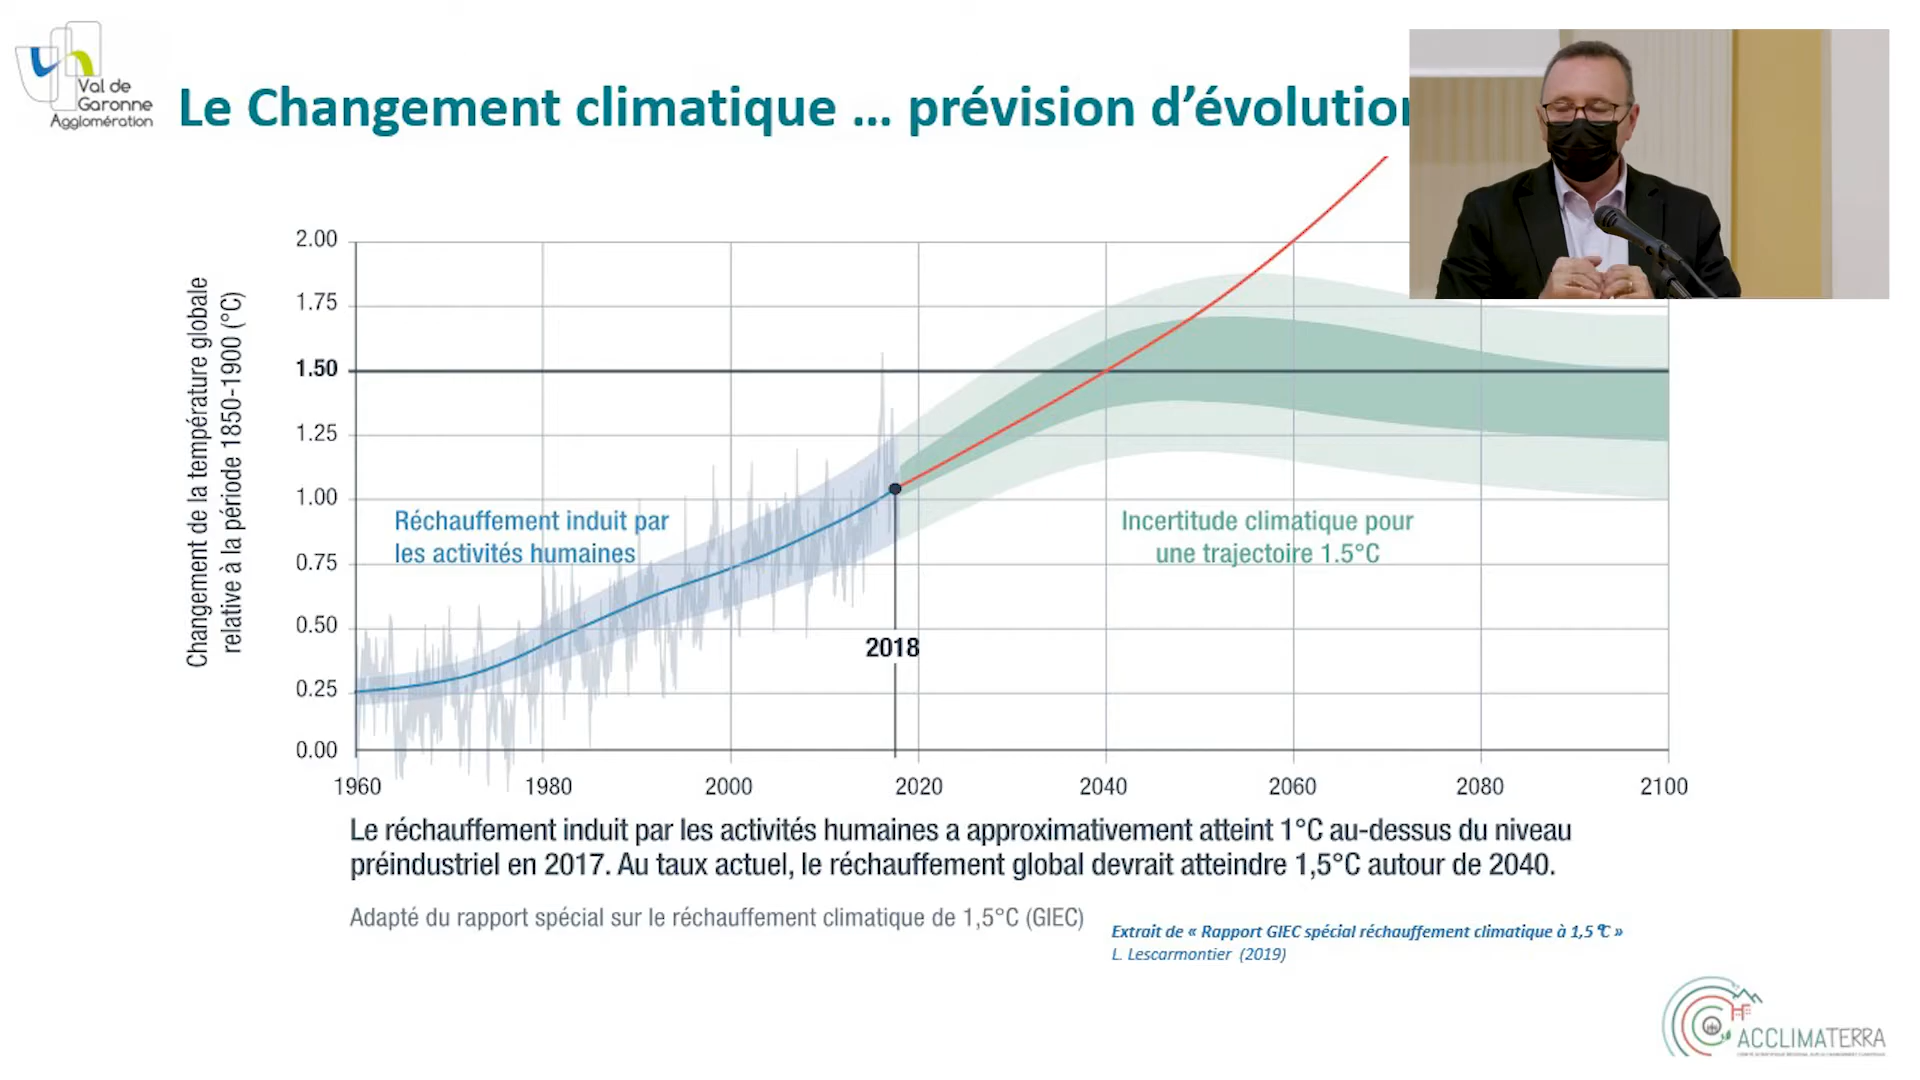 Val de
Garonne
Agglomération
Le Changement climatique ... prévision d'évolution
Changement de la température globale
relative à la période 1850-1900 (°C)
2.00
1.75
1.50
1.25
1.00
0.75
0.50
0.25
0.00
Réchauffement induit par
les activités humaines
Incertitude climatique pour
une trajectoire 1.5°C
2018
1960 1980 2000 2020 2040 2060 2080 2100
Le réchauffement induit par les activités humaines a approximativement atteint 1°C au-dessus du niveau
préindustriel en 2017. Au taux actuel, le réchauffement global devrait atteindre 1,5°C autour de 2040.
Adapté du rapport spécial sur le réchauffement climatique de 1,5°C (GIEC)
Extrait de « Rapport GIEC spécial réchauffement climatique à 1,5 °C »
L. Lescarmontier (2019)
ACCLIMATERRA